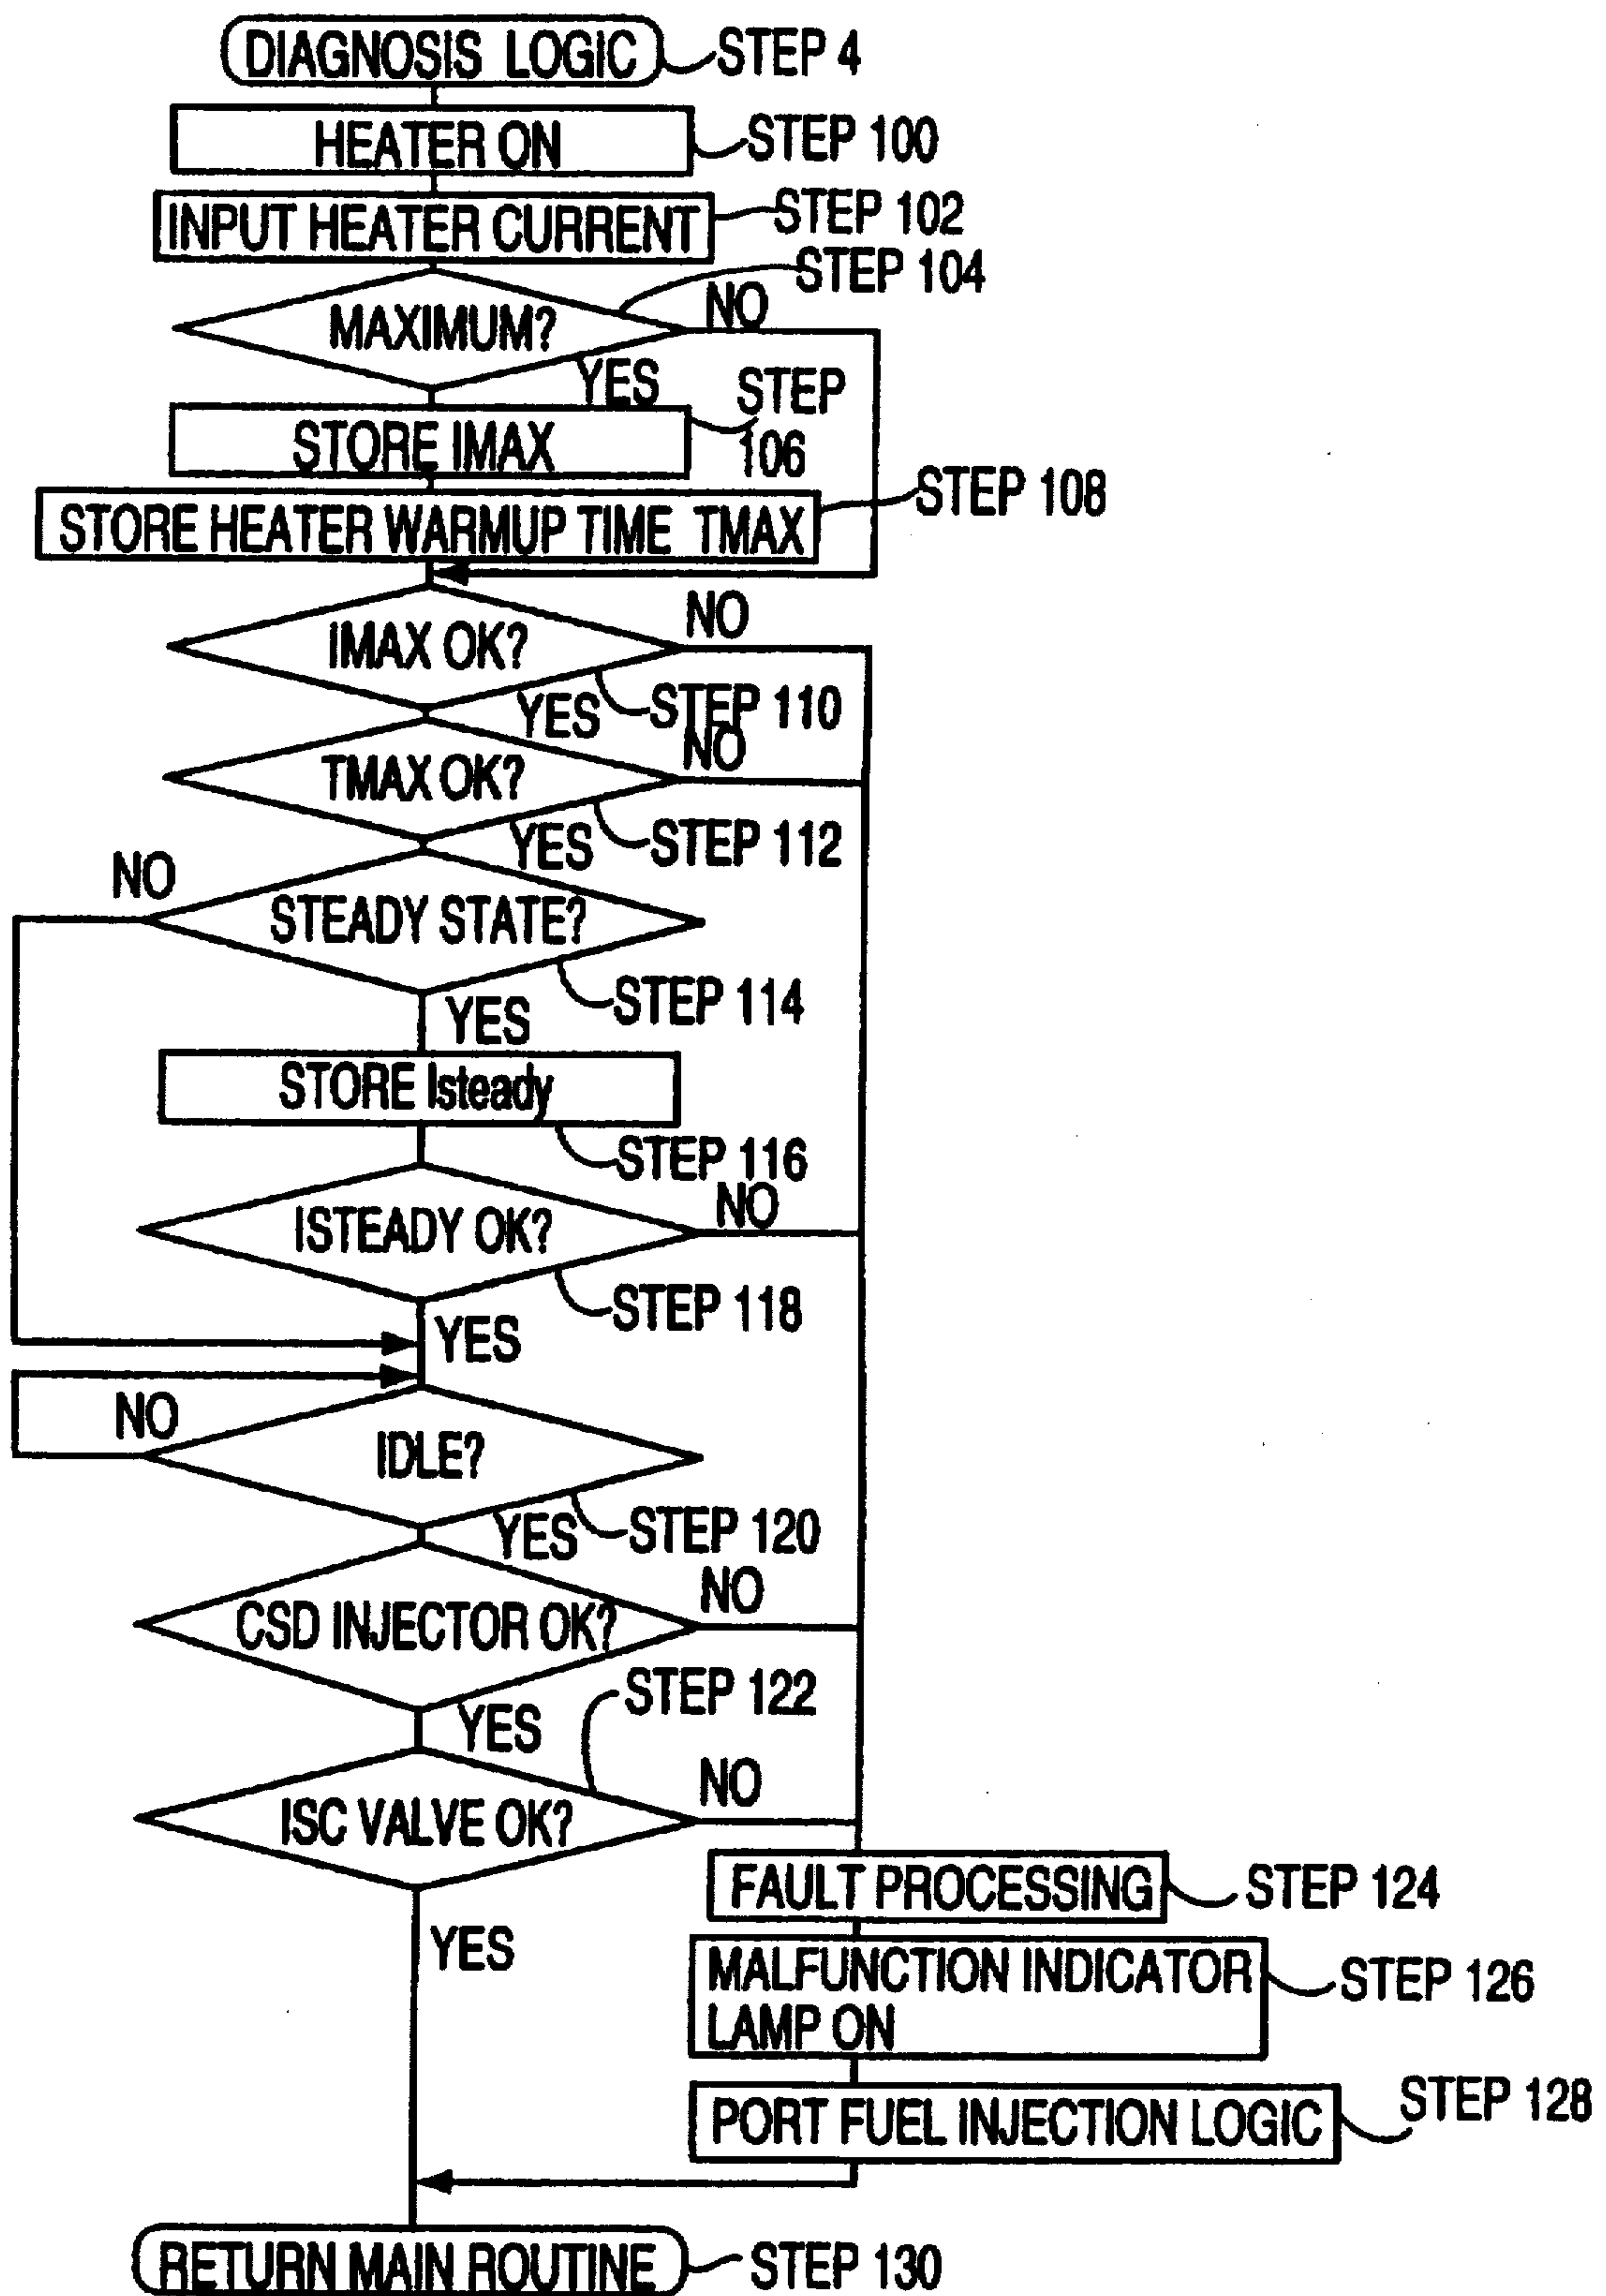 DIAGNOSIS LOGIC
STEP 4
HEATER ON
STEP 100
INPUT HEATER CURRENT
STEP 102
STEP 104
MAXIMUM?
NO
YES
STEP
106
STORE IMAX
STORE HEATER WARMUP TIME TMAX
STEP 108
IMAX OK?
NO
YES
STEP 110
TMAX OK?
NO
YES
STEP 112
NO
STEADY STATE?
STEP 114
YES
STORE Isteady
STEP 116
ISTEADY OK?
NO
STEP 118
YES
NO
IDLE?
YES
STEP 120
CSD INJECTOR OK?
NO
STEP 122
YES
ISC VALVE OK?
NO
YES
FAULT PROCESSING
STEP 124
MALFUNCTION INDICATOR
LAMP ON
STEP 126
PORT FUEL INJECTION LOGIC
STEP 128
RETURN MAIN ROUTINE
STEP 130